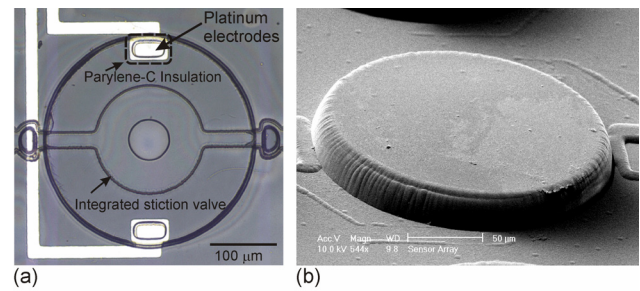 Platinum
electrodes
Parylene-C Insulation
Integrated stiction valve
100 μm
(a)
Acc.V Magn WD
10.0 kV 544x 9.8 Sensor Array
50 μm
(b)